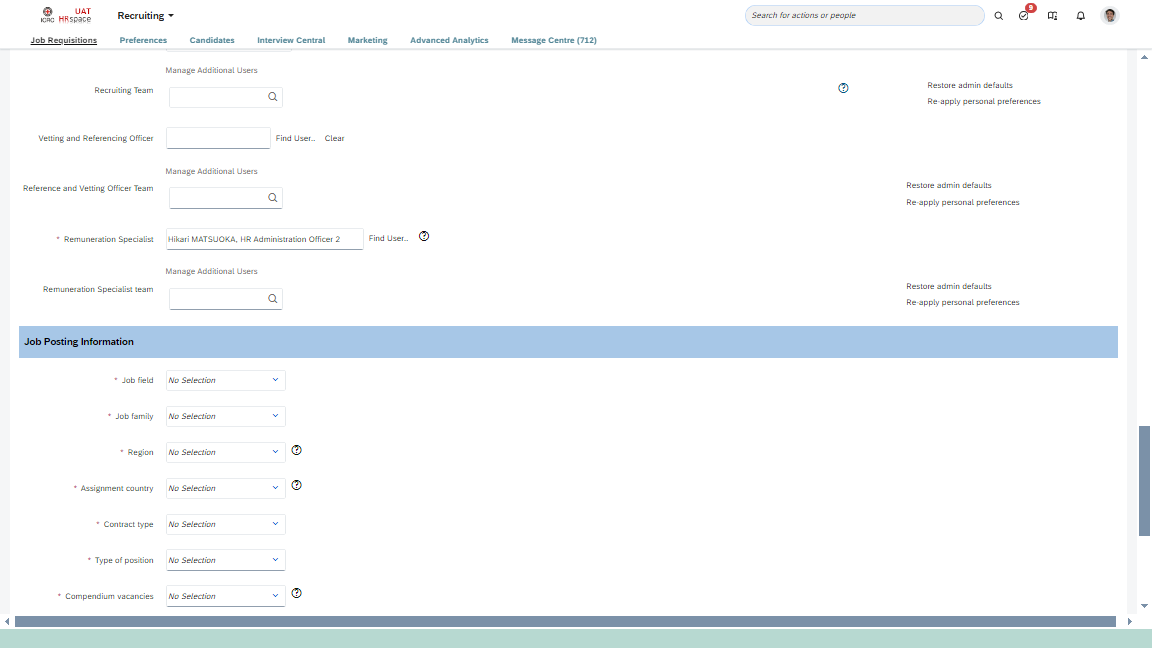 ICRC
UAT
HRspace
Recruiting
Search for actions or people
9
Job Requisitions
Preferences
Candidates
Interview Central
Marketing
Advanced Analytics
Message Centre (712)
Manage Additional Users
Recruiting Team
Restore admin defaults
Re-apply personal preferences
Vetting and Referencing Officer
Find User..
Clear
Manage Additional Users
Reference and Vetting Officer Team
Restore admin defaults
Re-apply personal preferences
* Remuneration Specialist
Hikari MATSUOKA, HR Administration Officer 2
Find User..
Manage Additional Users
Remuneration Specialist team
Restore admin defaults
Re-apply personal preferences
Job Posting Information
* Job field
No Selection
* Job family
No Selection
* Region
No Selection
* Assignment country
No Selection
* Contract type
No Selection
* Type of position
No Selection
* Compendium vacancies
No Selection